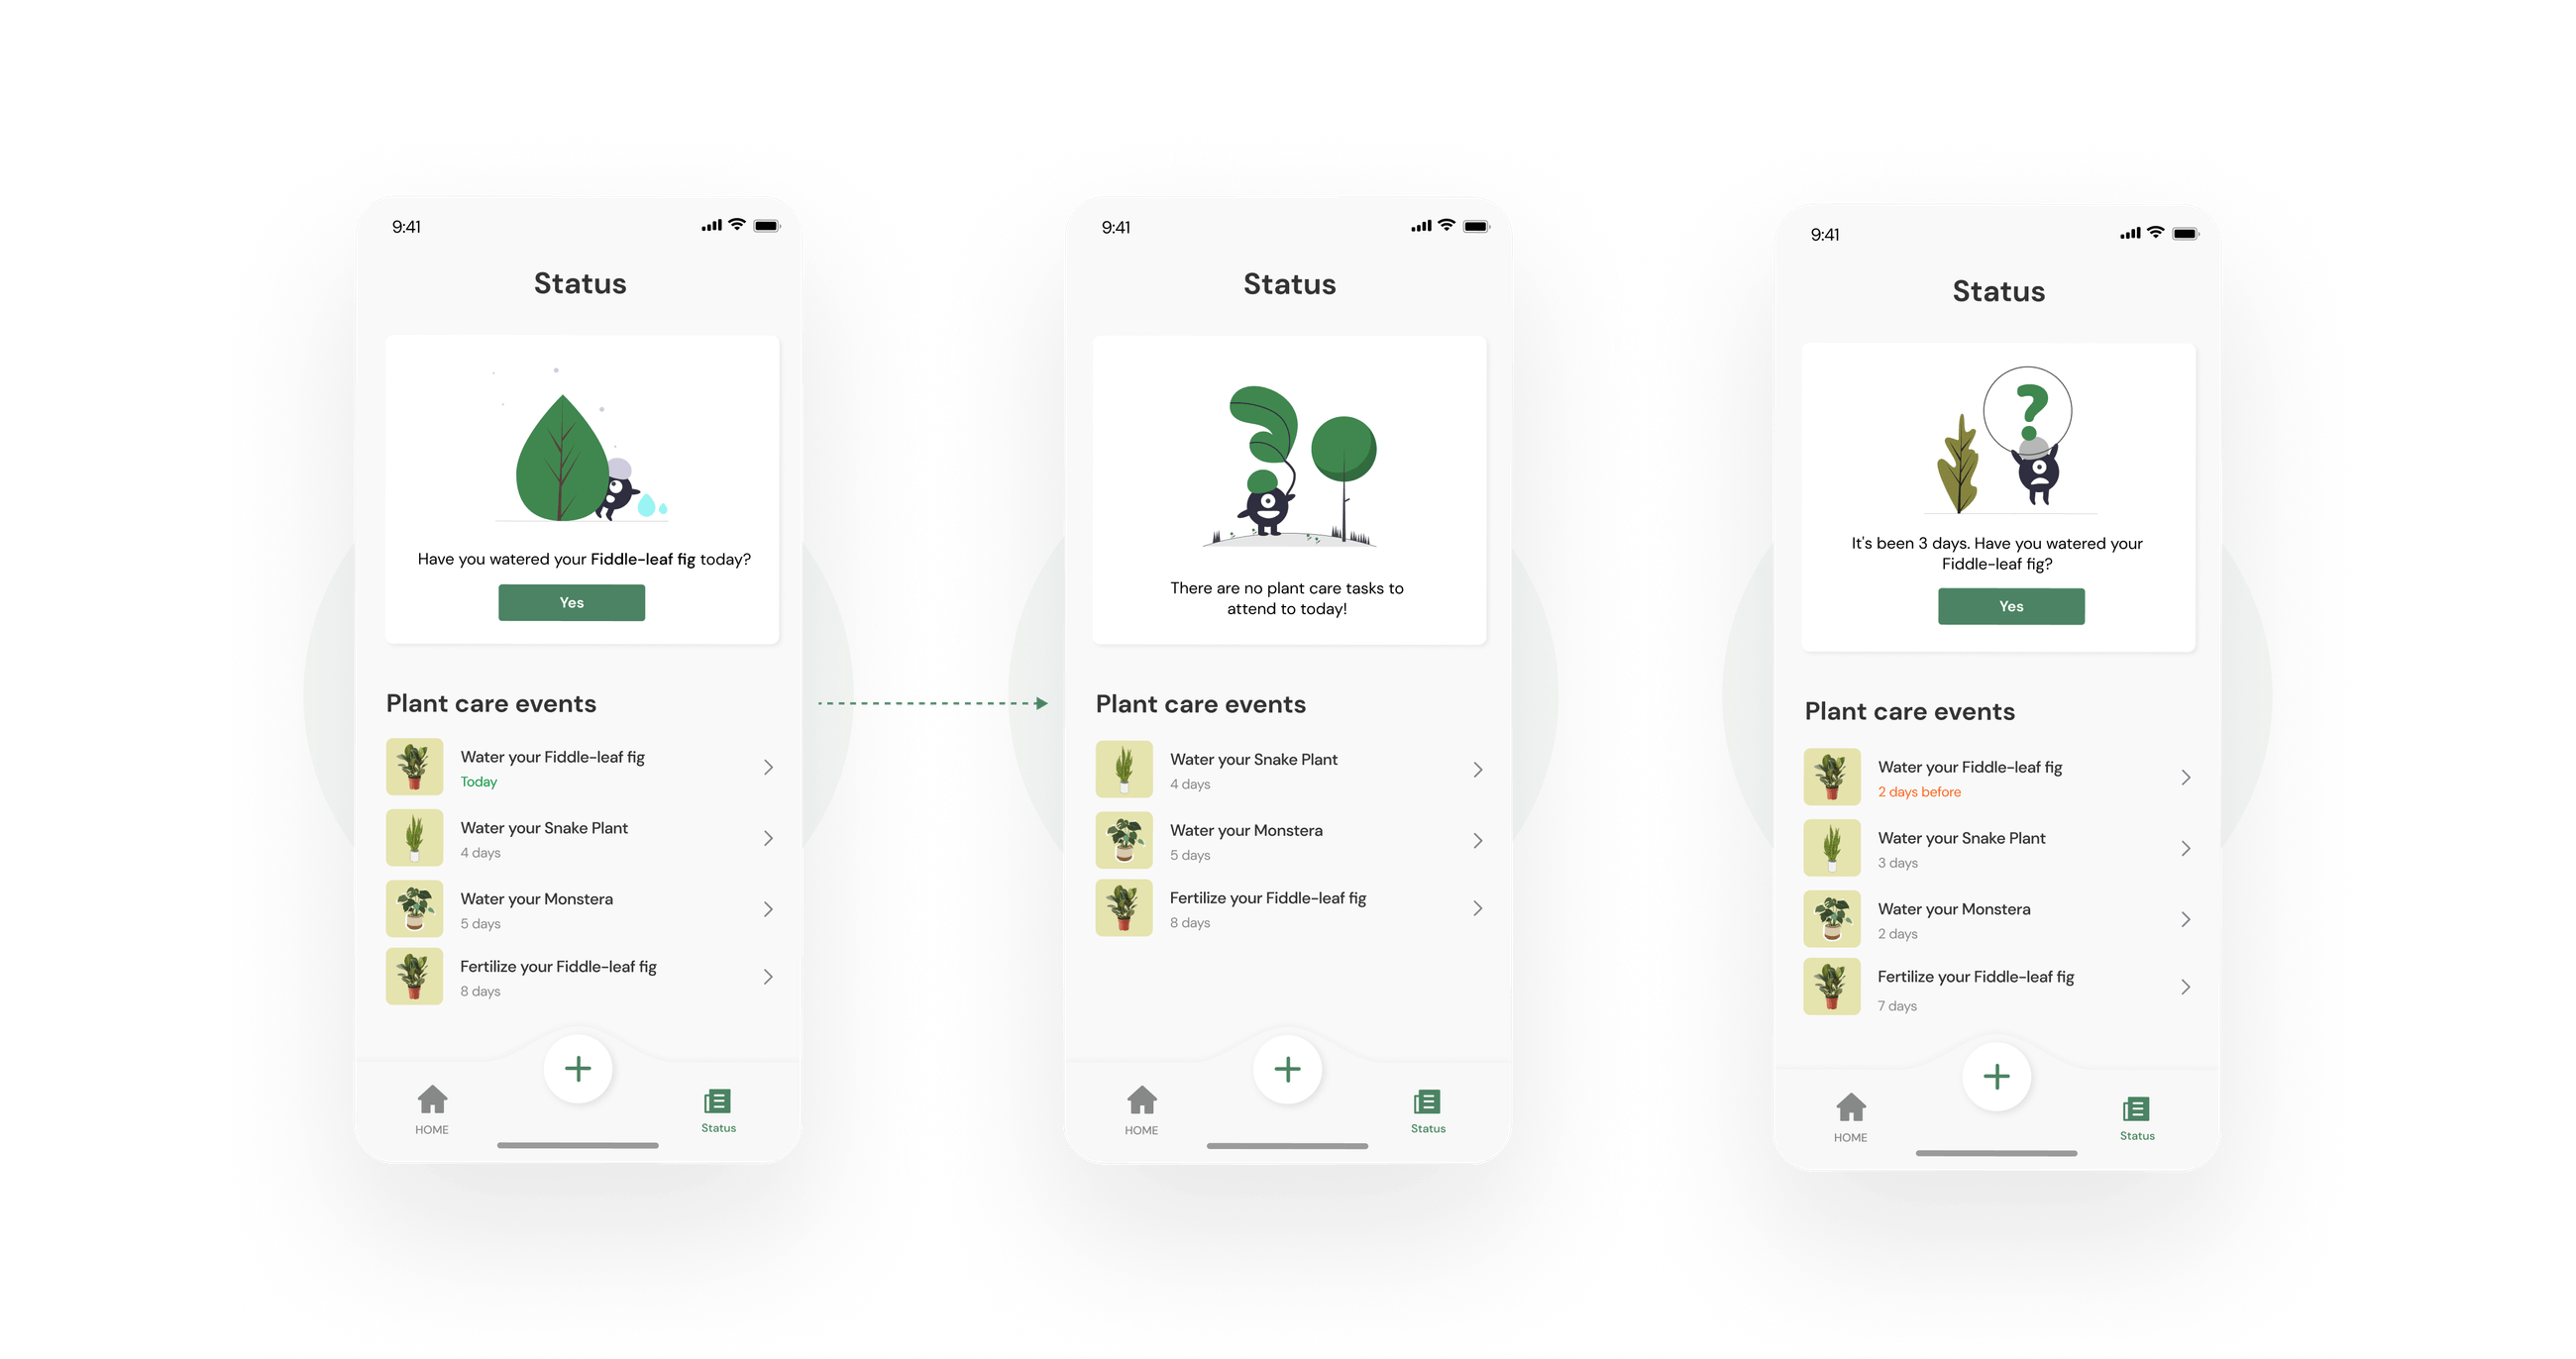 9:41
Status
Have you watered your Fiddle-leaf fig today?
Yes
Plant care events
Water your Fiddle-leaf fig
Today
Water your Snake Plant
4 days
Water your Monstera
5 days
Fertilize your Fiddle-leaf fig
8 days
HOME
Status
9:41
Status
There are no plant care tasks to
attend to today!
Plant care events
Water your Snake Plant
4 days
Water your Monstera
5 days
Fertilize your Fiddle-leaf fig
8 days
HOME
Status
9:41
Status
?
It's been 3 days. Have you watered your
Fiddle-leaf fig?
Yes
Plant care events
Water your Fiddle-leaf fig
2 days before
Water your Snake Plant
3 days
Water your Monstera
2 days
Fertilize your Fiddle-leaf fig
7 days
HOME
Status